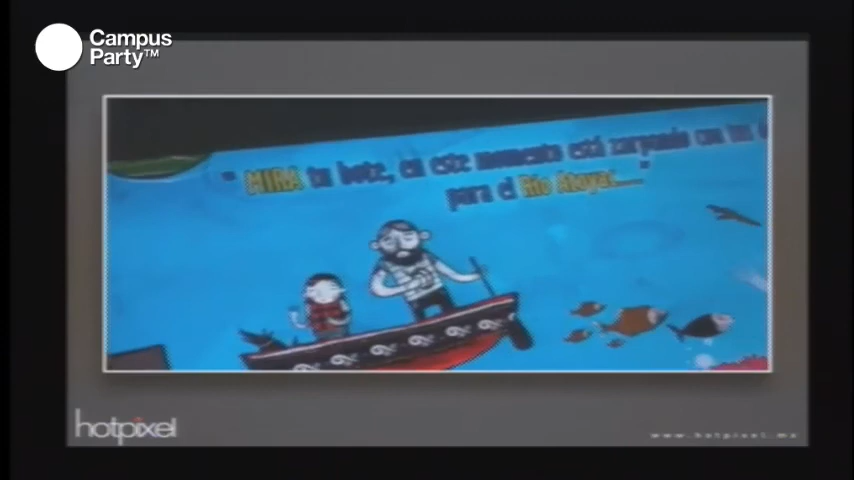 Campus
Party™
" MIRA tu bote, en este momento está zarpando con tus
para el Río Atoyac...."
hotpixel
www.hotpixel.mx